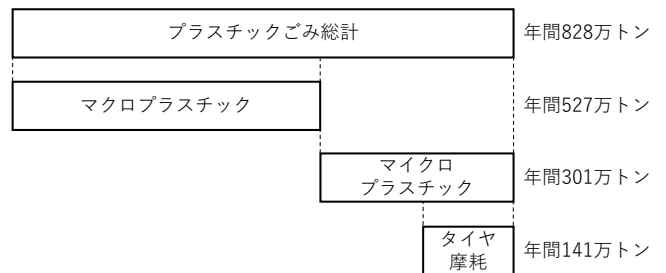 プラスチックごみ総計
年間828万トン
マクロプラスチック
年間527万トン
マイクロ
プラスチック
年間301万トン
タイヤ
摩耗
年間141万トン